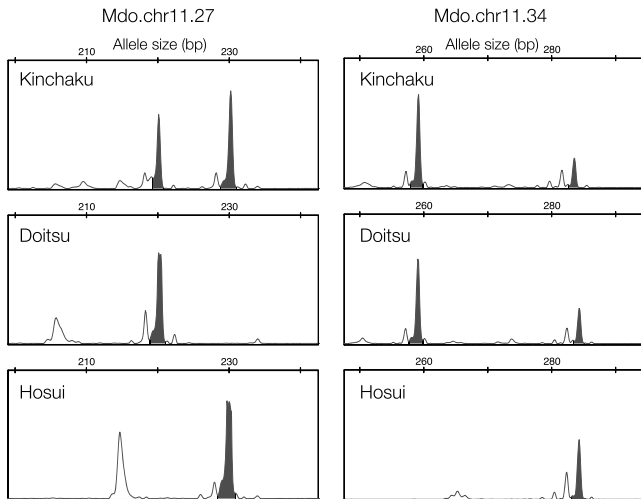 Mdo.chr11.27
Allele size (bp)
210 230
Kinchaku
210 230
Doitsu
210 230
Hosui
Mdo.chr11.34
Allele size (bp)
260 280
Kinchaku
260 280
Doitsu
260 280
Hosui